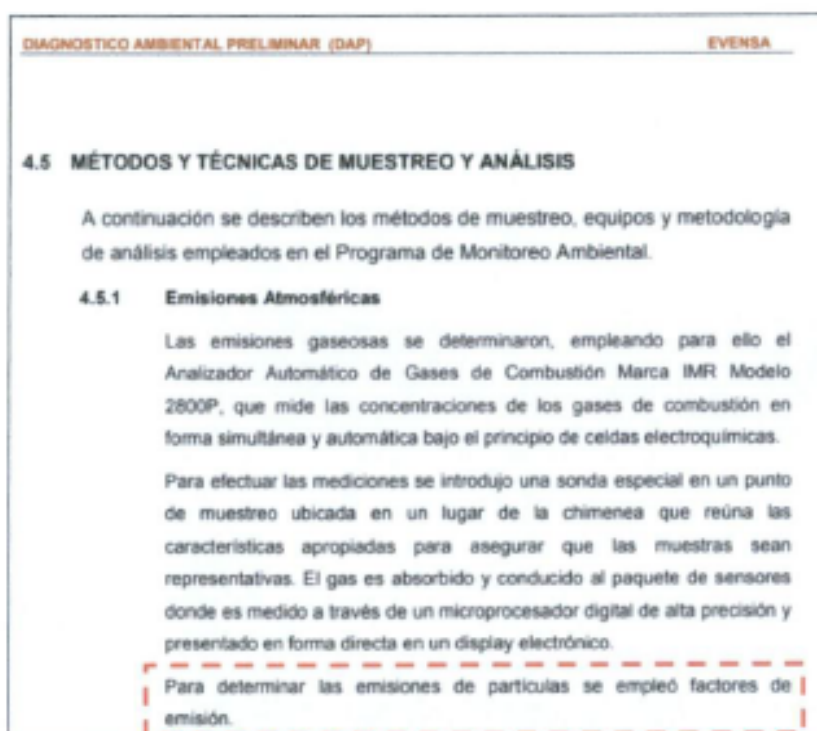 DIAGNOSTICO AMBIENTAL PRELIMINAR (DAP) EVENSA
4.5 MÉTODOS Y TÉCNICAS DE MUESTREO Y ANÁLISIS
A continuación se describen los métodos de muestreo, equipos y metodología
de análisis empleados en el Programa de Monitoreo Ambiental.
4.5.1 Emisiones Atmosféricas
Las emisiones gaseosas se determinaron, empleando para ello el
Analizador Automático de Gases de Combustión Marca IMR Modelo
2800P, que mide las concentraciones de los gases de combustión en
forma simultánea y automática bajo el principio de celdas electroquímicas.
Para efectuar las mediciones se introdujo una sonda especial en un punto
de muestreo ubicada en un lugar de la chimenea que reúna las
características apropiadas para asegurar que las muestras sean
representativas. El gas es absorbido y conducido al paquete de sensores
donde es medido a través de un microprocesador digital de alta precisión y
presentado en forma directa en un display electrónico.
Para determinar las emisiones de partículas se empleó factores de
emisión.